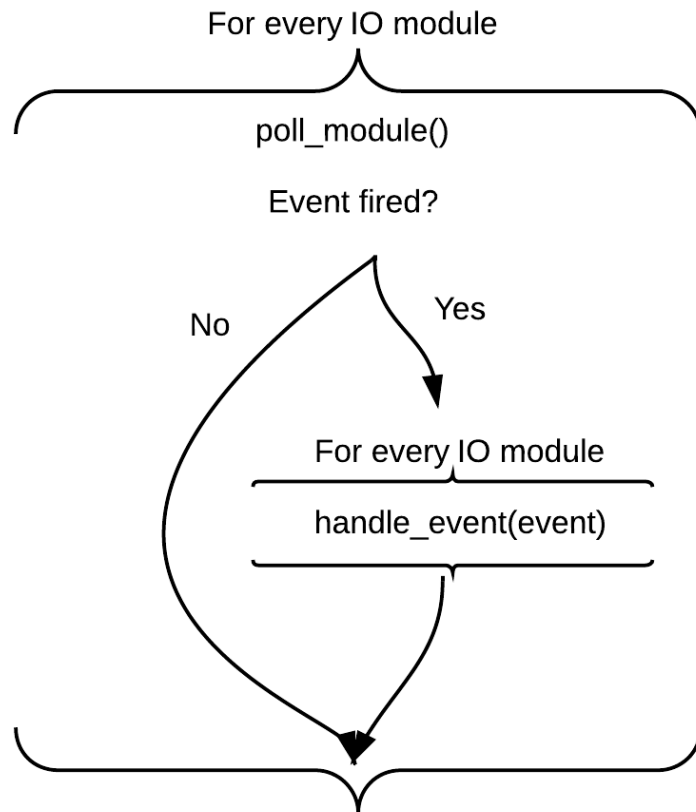 For every IO module
poll_module()
Event fired?
No
Yes
For every IO module
handle_event(event)